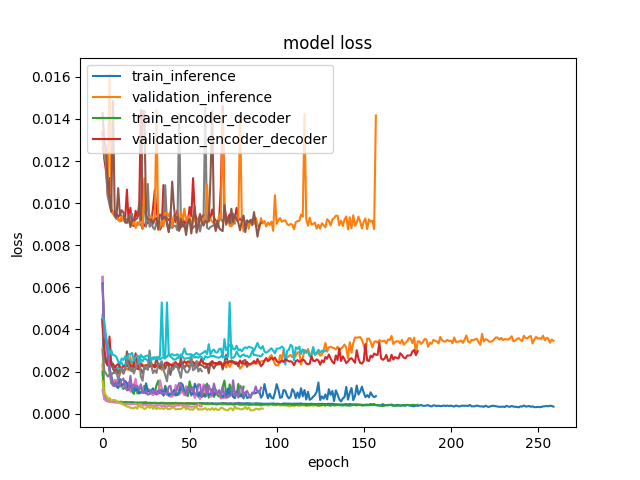 model loss
train_inference
validation_inference
train_encoder_decoder
validation_encoder_decoder
loss
0.016
0.014
0.012
0.010
0.008
0.006
0.004
0.002
0.000
0 50 100 150 200 250
epoch